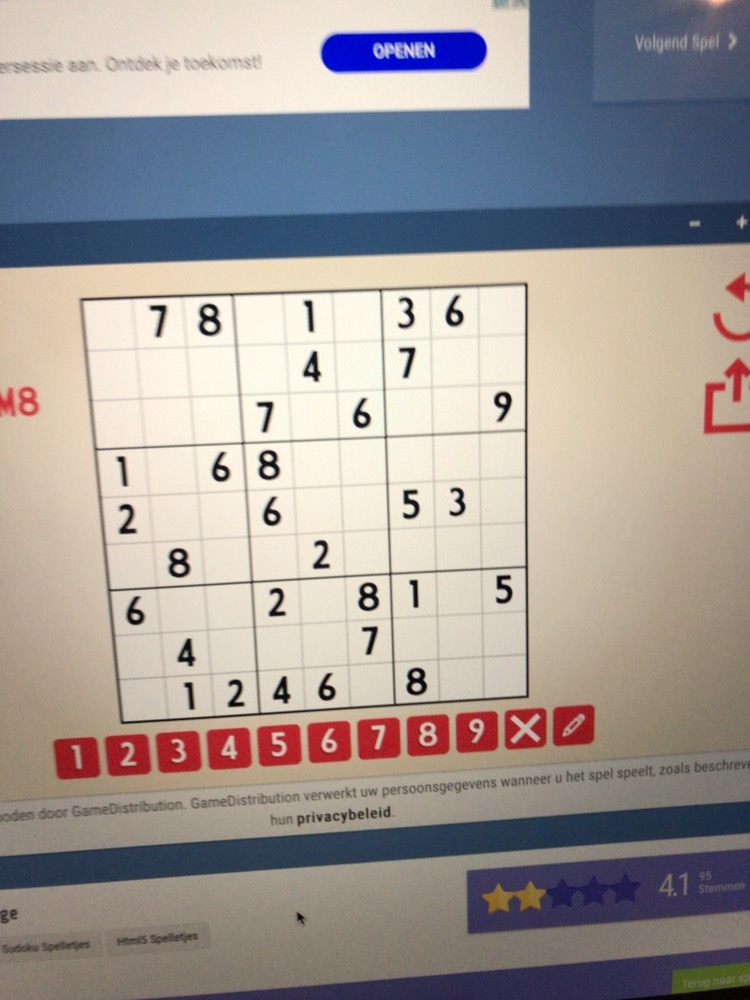 ersessie aan. Ontdek je toekomst!
OPENEN
Volgend Spel
- +
M8
7 8 1 3 6
4 7
7 6 9
1 6 8
2 6 5 3
8 2
6 2 8 1 5
4 7
1 2 4 6 8
1 2 3 4 5 6 7 8 9
oden door GameDistribution. GameDistribution verwerkt uw persoonsgegevens wanneer u het spel speelt, zoals beschreve
hun privacybeleid.
ge
4.1 95 Stemmen
Sudoku Spelletjes Html5 Spelletjes
Terug naar sp